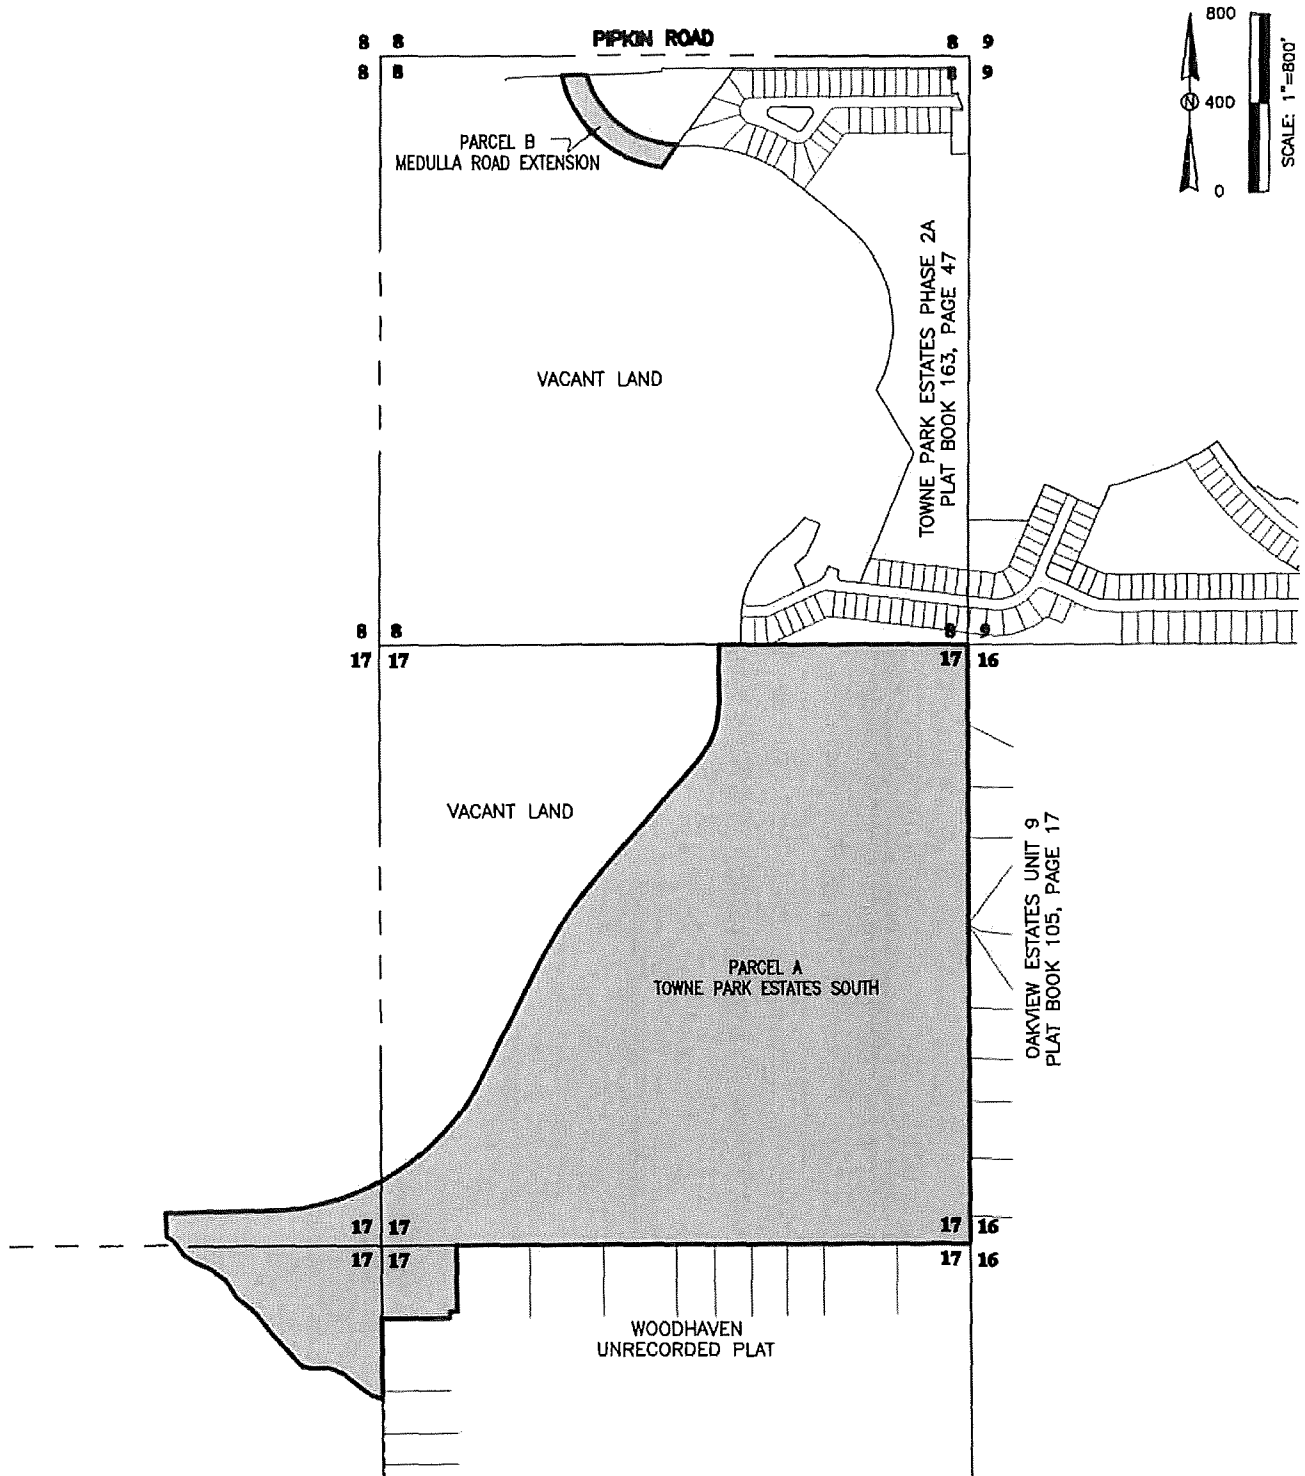 8 8
PIPKIN ROAD
8 9
8 8
8 9
800
400
0
N
SCALE: 1"=800'
PARCEL B
MEDULLA ROAD EXTENSION
TOWNE PARK ESTATES PHASE 2A
PLAT BOOK 163, PAGE 47
VACANT LAND
8 8
8 9
17 17
17 16
VACANT LAND
OAKVIEW ESTATES UNIT 9
PLAT BOOK 105, PAGE 17
PARCEL A
TOWNE PARK ESTATES SOUTH
17 17
17 16
17 17
17 16
WOODHAVEN
UNRECORDED PLAT